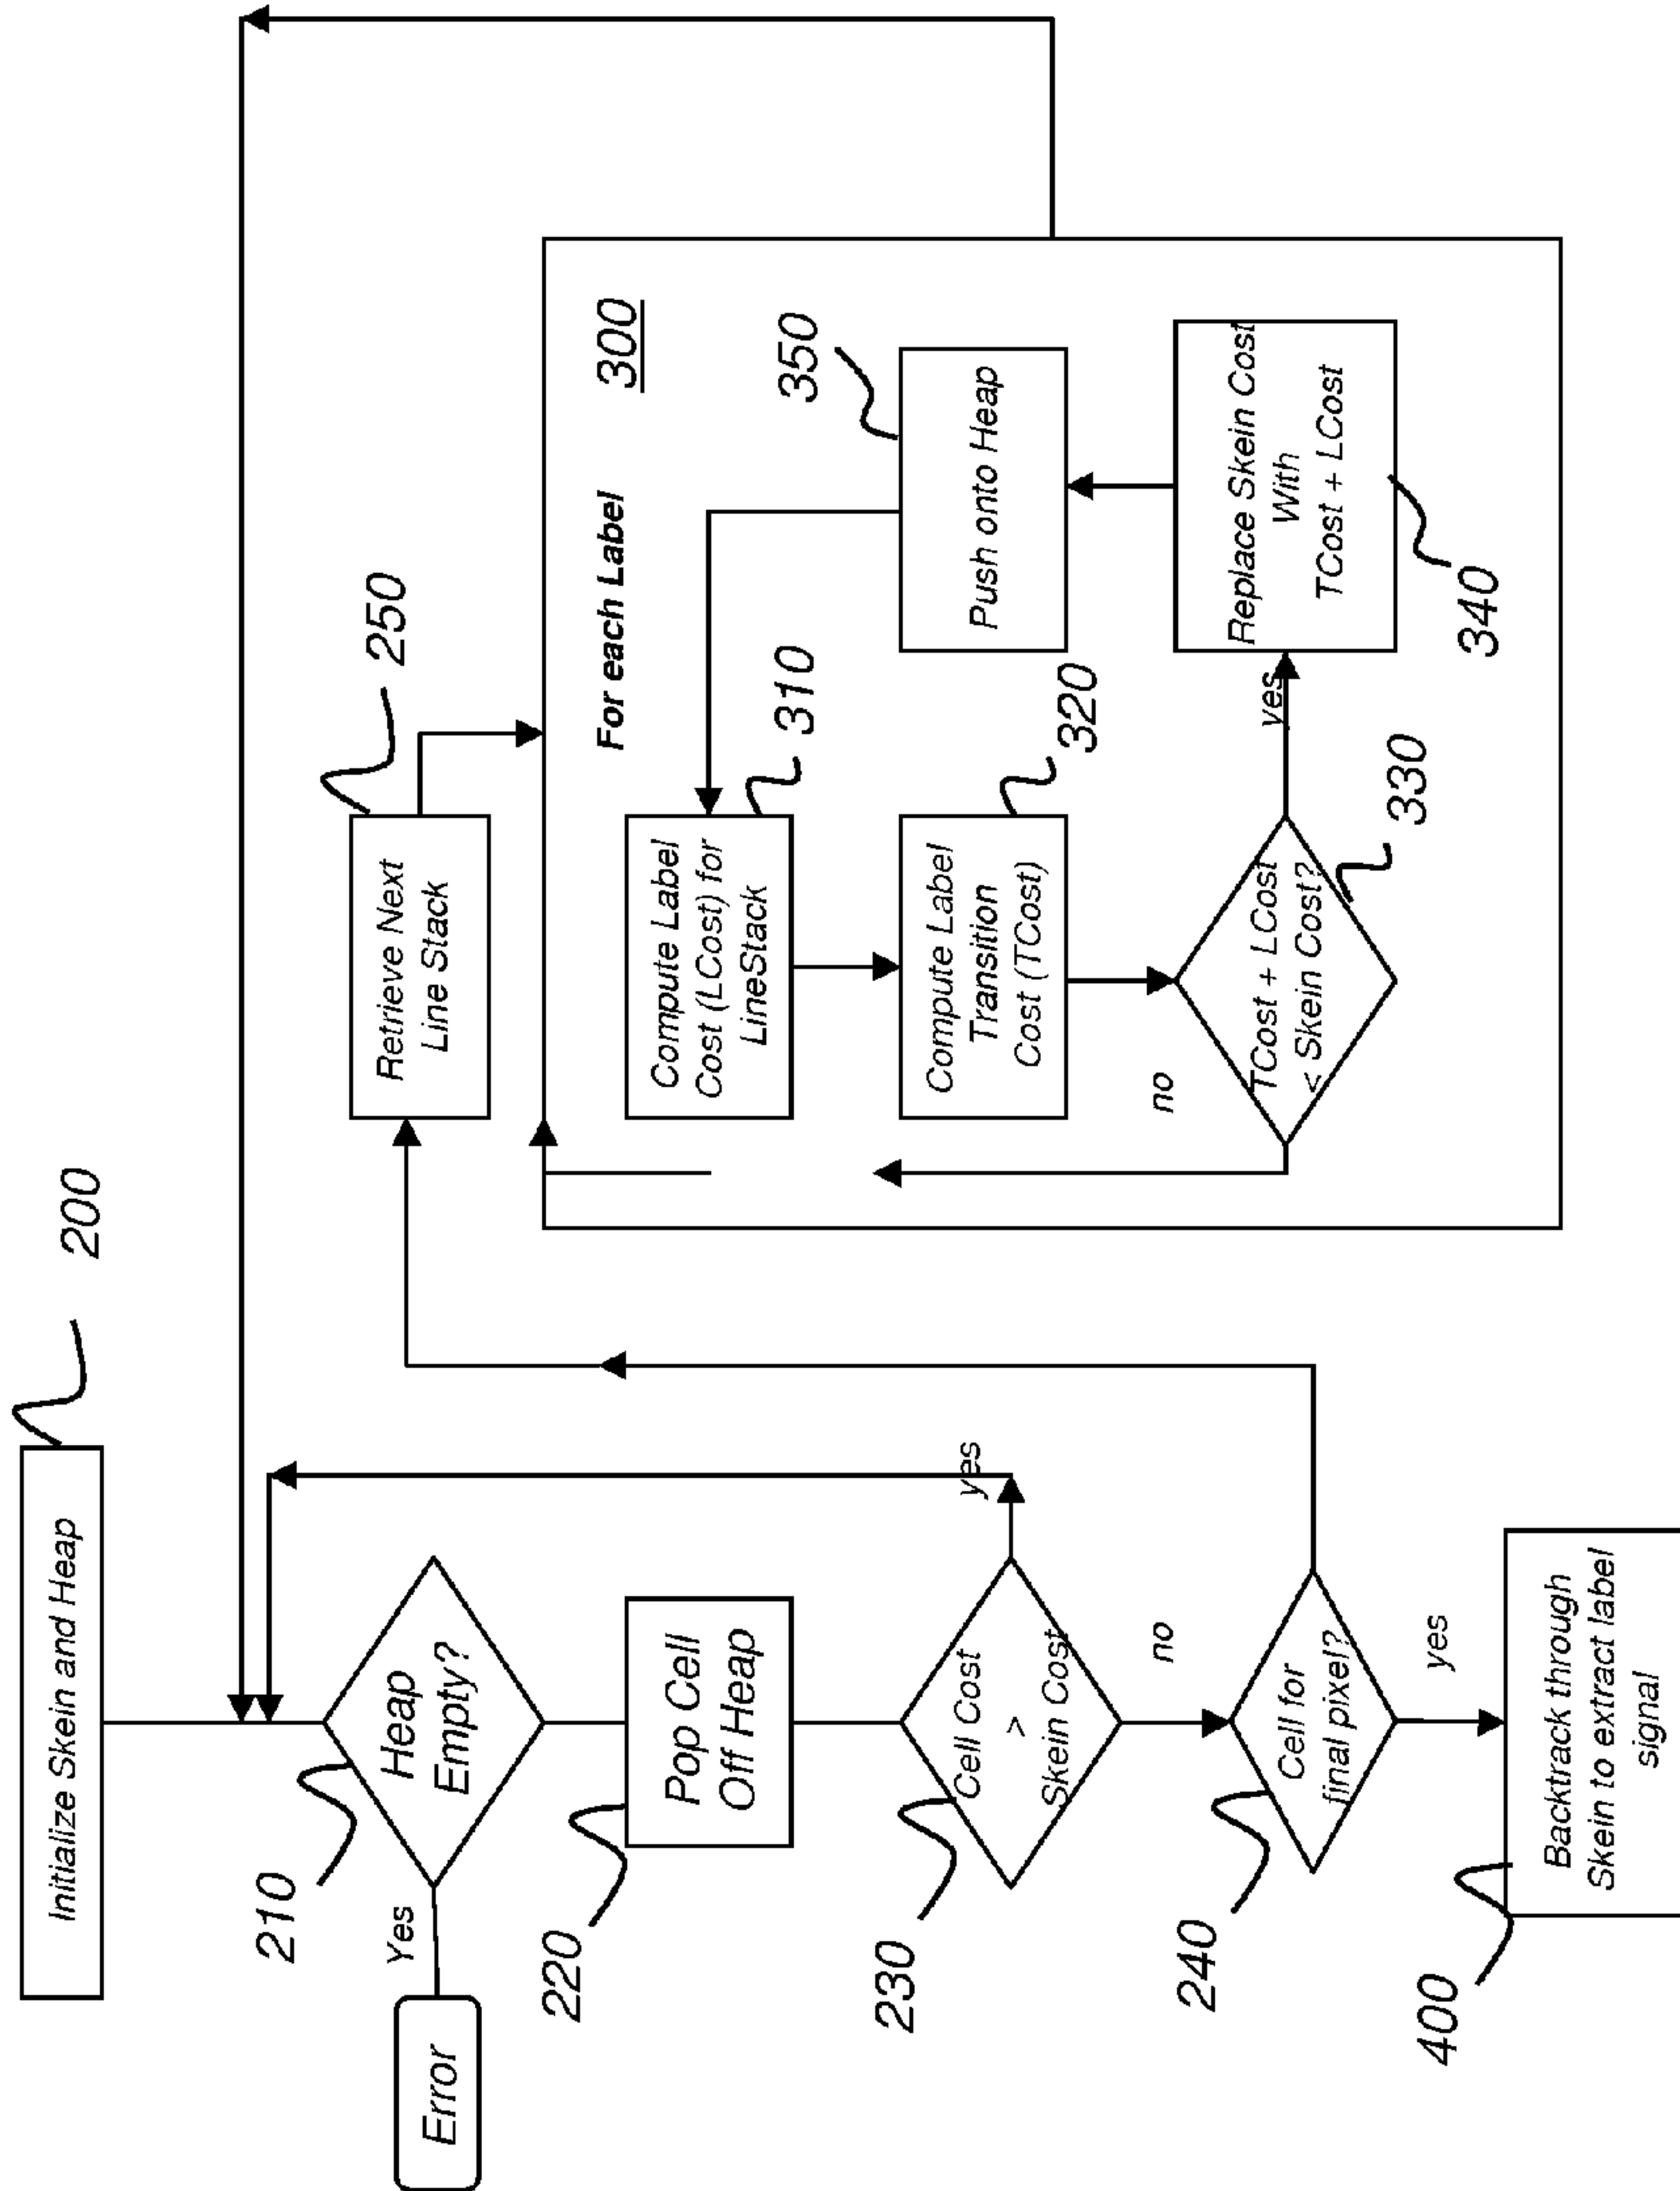 Initialize Skein and Heap
200
210
Heap
Empty?
Yes
Error
220
Pop Cell
Off Heap
230
Cell Cost
>
Skein Cost
yes
no
240
Cell for
final pixel?
yes
400
Backtrack through
Skein to extract label
signal
250
Retrieve Next
Line Stack
For each Label
300
Compute Label
Cost (LCost) for
LineStack
310
Compute Label
Transition
Cost (TCost)
320
no
TCost + LCost
< Skein Cost?
330
yes
Replace Skein Cost
With
TCost + LCost
340
Push onto Heap
350